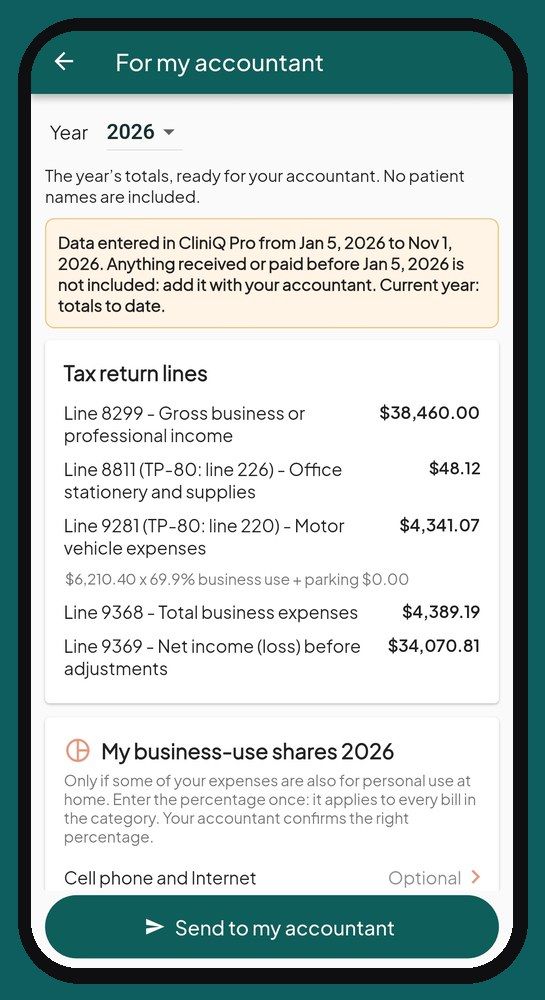 For my accountant
Year 2026
The year's totals, ready for your accountant. No patient
names are included.
Data entered in CliniQ Pro from Jan 5, 2026 to Nov 1,
2026. Anything received or paid before Jan 5, 2026 is
not included: add it with your accountant. Current year:
totals to date.
Tax return lines
Line 8299 - Gross business or $38,460.00
professional income
Line 8811 (TP-80: line 226) - Office $48.12
stationery and supplies
Line 9281 (TP-80: line 220) - Motor $4,341.07
vehicle expenses
$6,210.40 x 69.9% business use + parking $0.00
Line 9368 - Total business expenses $4,389.19
Line 9369 - Net income (loss) before $34,070.81
adjustments
My business-use shares 2026
Only if some of your expenses are also for personal use at
home. Enter the percentage once: it applies to every bill in
the category. Your accountant confirms the right
percentage.
Cell phone and Internet Optional
Send to my accountant